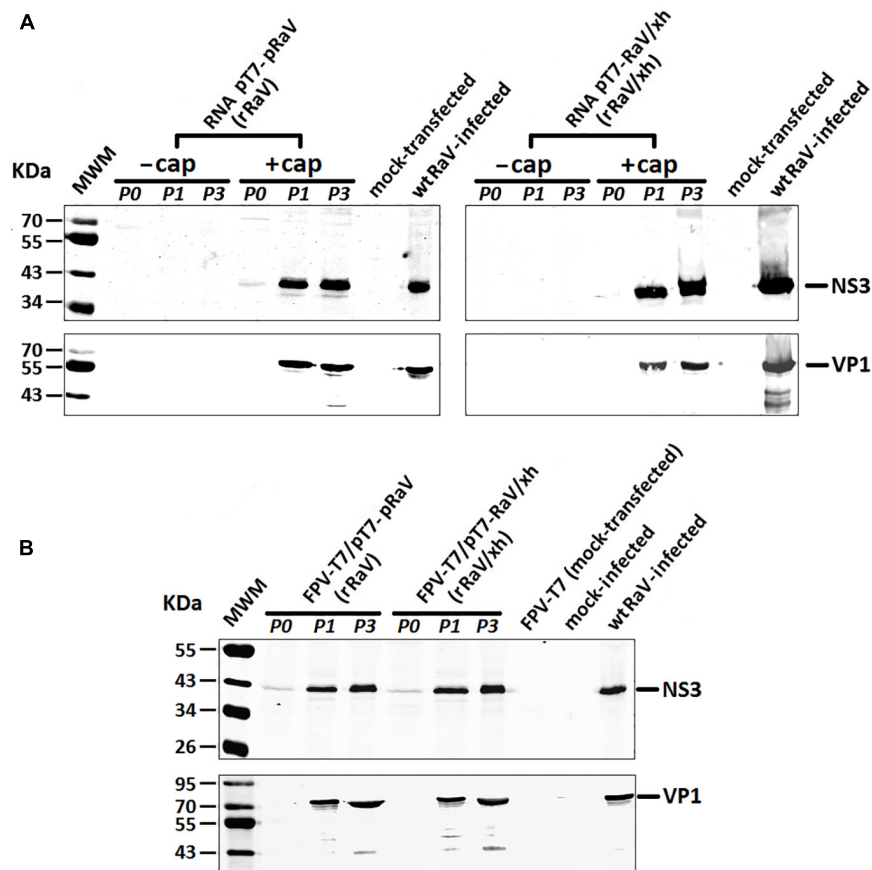 A
RNA pT7-pRaV
(rRaV)
mock-transfected
wtRaV-infected
RNA pT7-RaV/xh
(rRaV/xh)
mock-transfected
wtRaV-infected
KDa
MWM
–cap
+cap
–cap
+cap
P0 P1 P3 P0 P1 P3
P0 P1 P3 P0 P1 P3
70
55
43
34
NS3
70
55
43
VP1
B
FPV-T7/pT7-pRaV
(rRaV)
FPV-T7/pT7-RaV/xh
(rRaV/xh)
FPV-T7 (mock-transfected)
mock-infected
wtRaV-infected
KDa
MWM
P0 P1 P3 P0 P1 P3
55
43
34
26
NS3
95
70
55
43
VP1